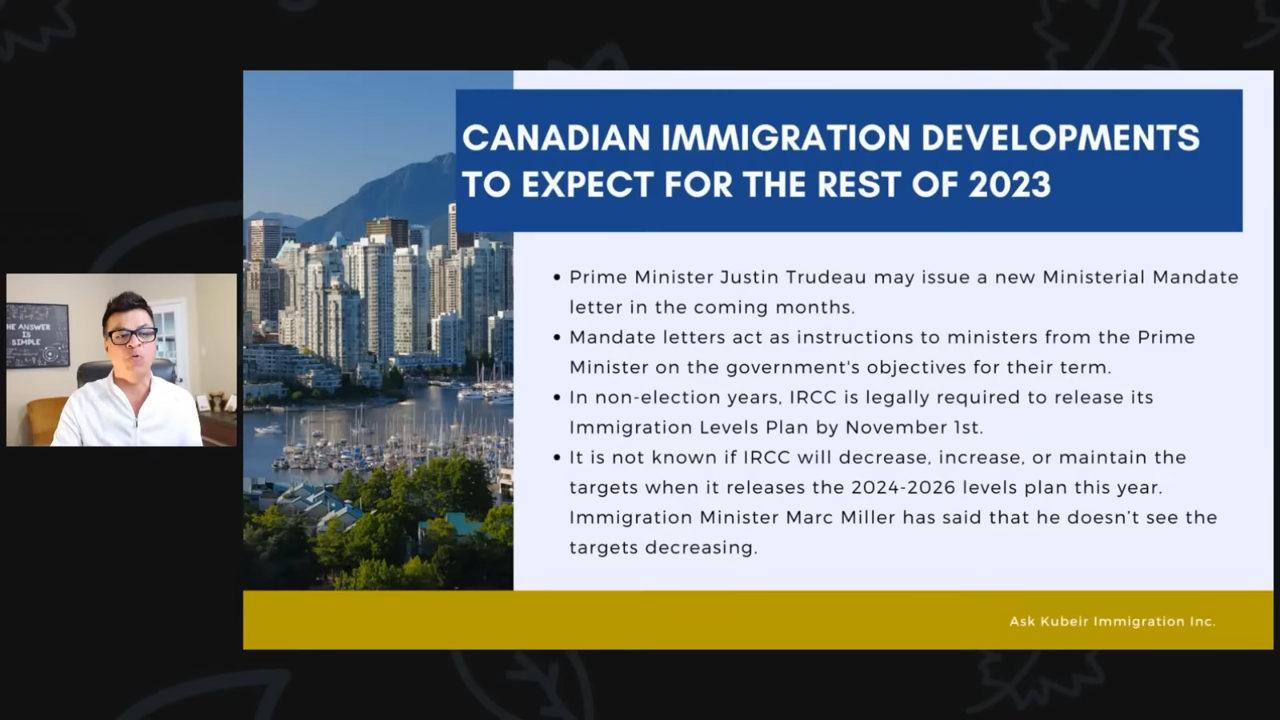 CANADIAN IMMIGRATION DEVELOPMENTS
TO EXPECT FOR THE REST OF 2023
• Prime Minister Justin Trudeau may issue a new Ministerial Mandate
letter in the coming months.
• Mandate letters act as instructions to ministers from the Prime
Minister on the government's objectives for their term.
• In non-election years, IRCC is legally required to release its
Immigration Levels Plan by November 1st.
• It is not known if IRCC will decrease, increase, or maintain the
targets when it releases the 2024-2026 levels plan this year.
Immigration Minister Marc Miller has said that he doesn’t see the
targets decreasing.
HE ANSWER
IS
SIMPLE
Ask Kubeir Immigration Inc.